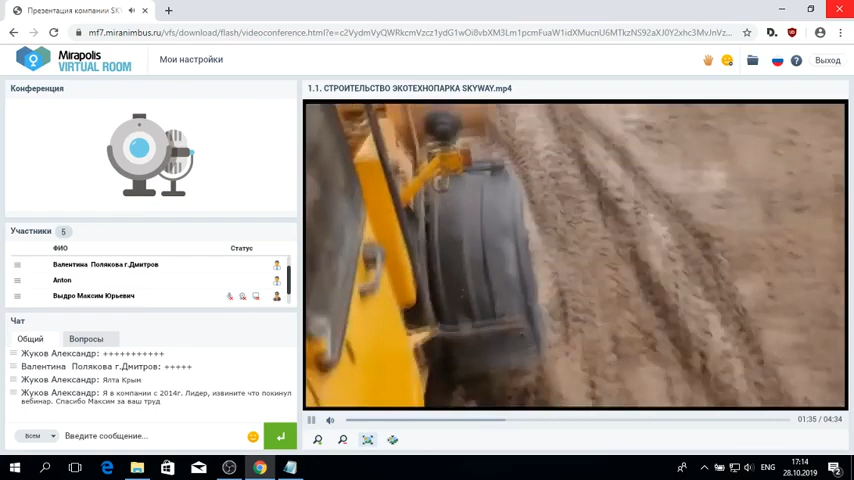 Презентация компании SKY
mf7.miranimbus.ru/vfs/download/flash/videoconference.html?e=
Mirapolis
VIRTUAL ROOM
Мои настройки
Выход
Конференция
1.1. СТРОИТЕЛЬСТВО ЭКОТЕХНОПАРКА SKYWAY.mp4
Участники 5
ФИО Статус
Валентина Полякова г.Дмитров
Anton
Выдро Максим Юрьевич
Чат
Общий Вопросы
Жуков Александр: +++++++++++
Валентина Полякова г.Дмитров: +++++
Жуков Александр: Ялта Крым
Жуков Александр: Я в компании с 2014г. Лидер, извините что покинул
вебинар. Спасибо Максим за ваш труд
Всем Введите сообщение...
01:35 / 04:34
ENG
17:14
28.10.2019
2